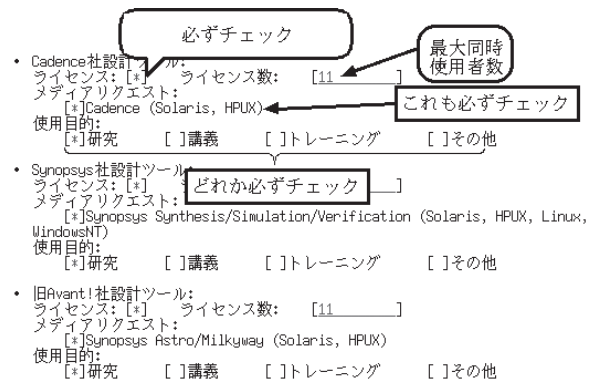 必ずチェック
最大同時
使用者数
• Cadence社設計ツール:
ライセンス: [*] ライセンス数: [11 ]
メディアリクエスト:
[*]Cadence (Solaris, HPUX)
これも必ずチェック
使用目的:
[*]研究 [ ]講義 [ ]トレーニング [ ]その他
• Synopsys社設計ツール:
ライセンス: [*] ]
どれか必ずチェック
メディアリクエスト:
[*]Synopsys Synthesis/Simulation/Verification (Solaris, HPUX, Linux,
WindowsNT)
使用目的:
[*]研究 [ ]講義 [ ]トレーニング [ ]その他
• 旧Avant!社設計ツール:
ライセンス: [*] ライセンス数: [11 ]
メディアリクエスト:
[*]Synopsys Astro/Milkyway (Solaris, HPUX)
使用目的:
[*]研究 [ ]講義 [ ]トレーニング [ ]その他